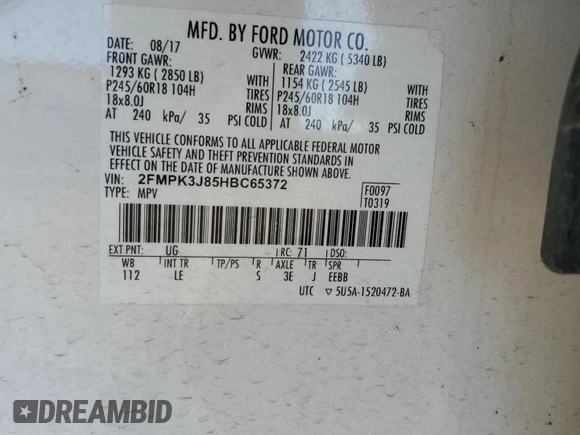 MFD. BY FORD MOTOR CO.
DATE: 08/17 GVWR: 2422 KG ( 5340 LB)
FRONT GAWR: REAR GAWR:
1293 KG ( 2850 LB) WITH 1154 KG ( 2545 LB) WITH
P245/60R18 104H TIRES P245/60R18 104H TIRES
18x8.0J RIMS 18x8.0J RIMS
AT 240 kPa/ 35 PSI COLD AT 240 kPa/ 35 PSI COLD
THIS VEHICLE CONFORMS TO ALL APPLICABLE FEDERAL MOTOR
VEHICLE SAFETY AND THEFT PREVENTION STANDARDS IN
EFFECT ON THE DATE OF MANUFACTURE SHOWN ABOVE.
VIN: 2FMPK3J85HBC65372 F0097
TYPE: MPV T0319
EXT PNT: UG RC: 71 DSO:
WB INT TR TP/PS R AXLE TR SPR
112 LE S 3E J EEBB
UTC ▽ 5U5A-1520472-BA
DREAMBID